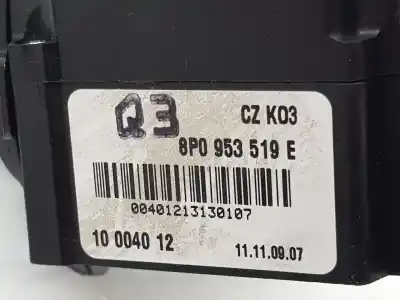 Q3 CZ K03
8P0 953 519 E
00401213130107
10 0040 12 11.11.09.07